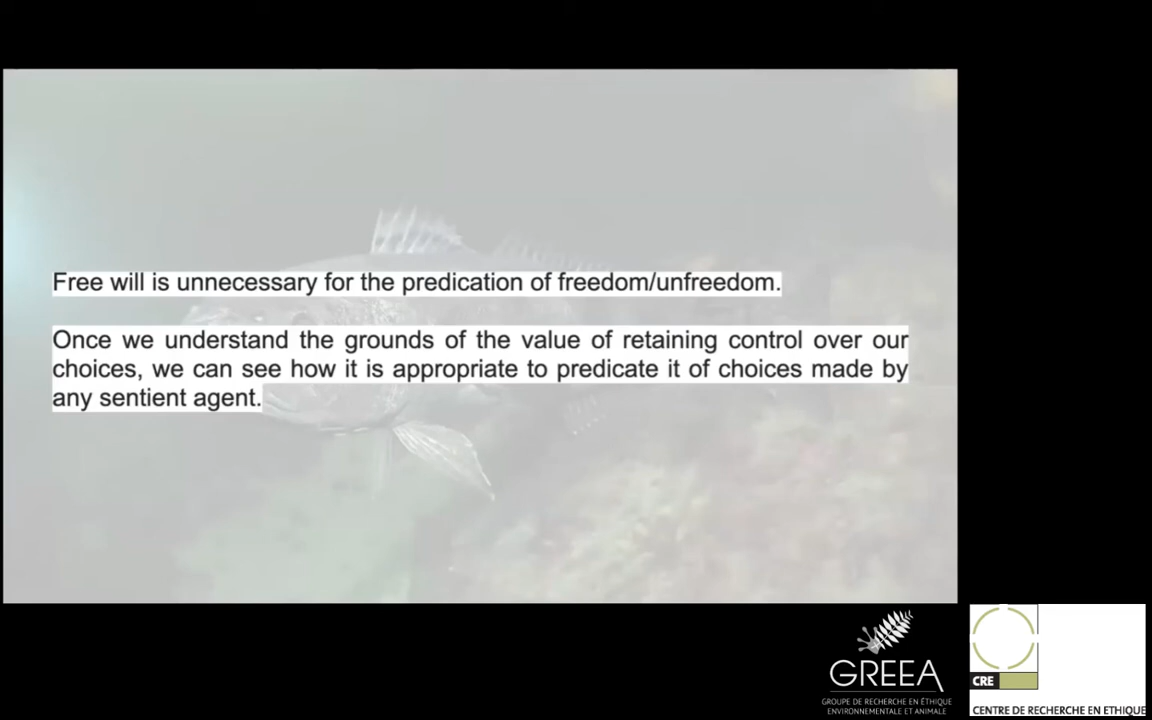 Free will is unnecessary for the predication of freedom/unfreedom.
Once we understand the grounds of the value of retaining control over our
choices, we can see how it is appropriate to predicate it of choices made by
any sentient agent.
GREEA
GROUPE DE RECHERCHE EN ÉTHIQUE
ENVIRONNEMENTALE ET ANIMALE
CRE
CENTRE DE RECHERCHE EN ETHIQUE